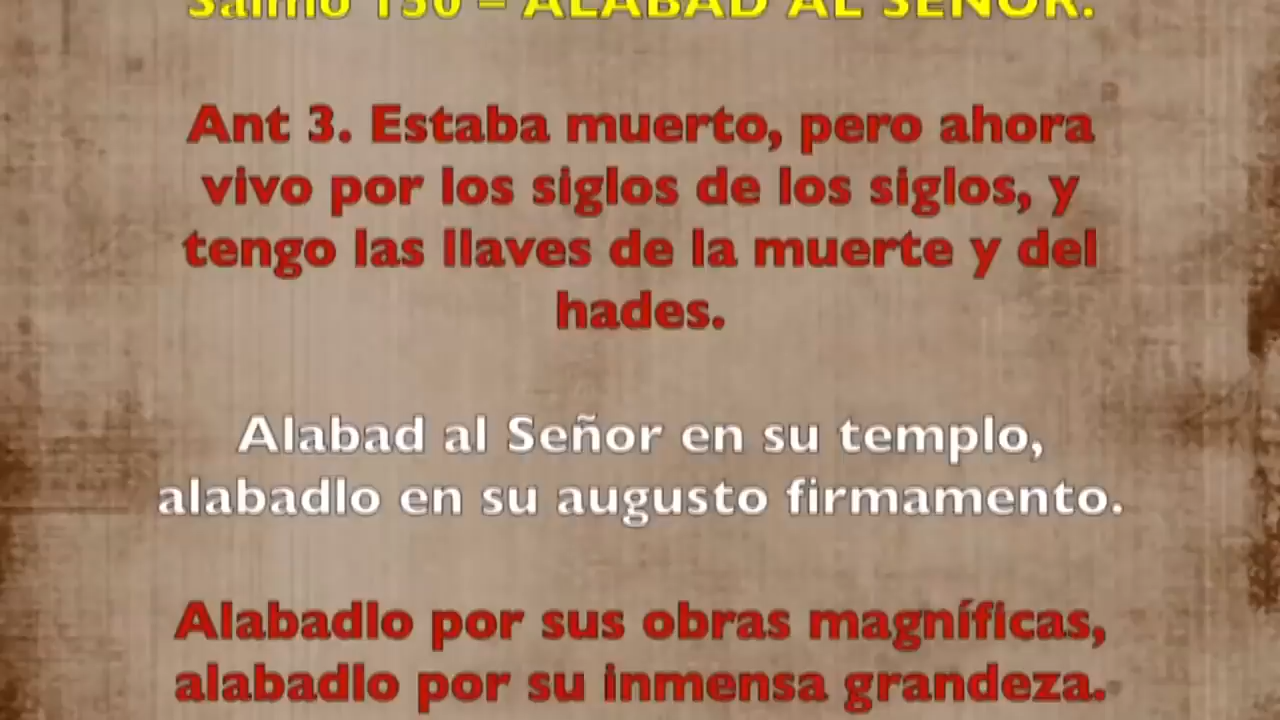 Salmo 150 – ALABAD AL SEÑOR.
Ant 3. Estaba muerto, pero ahora
vivo por los siglos de los siglos, y
tengo las llaves de la muerte y del
hades.
Alabad al Señor en su templo,
alabadlo en su augusto firmamento.
Alabadlo por sus obras magníficas,
alabadlo por su inmensa grandeza.